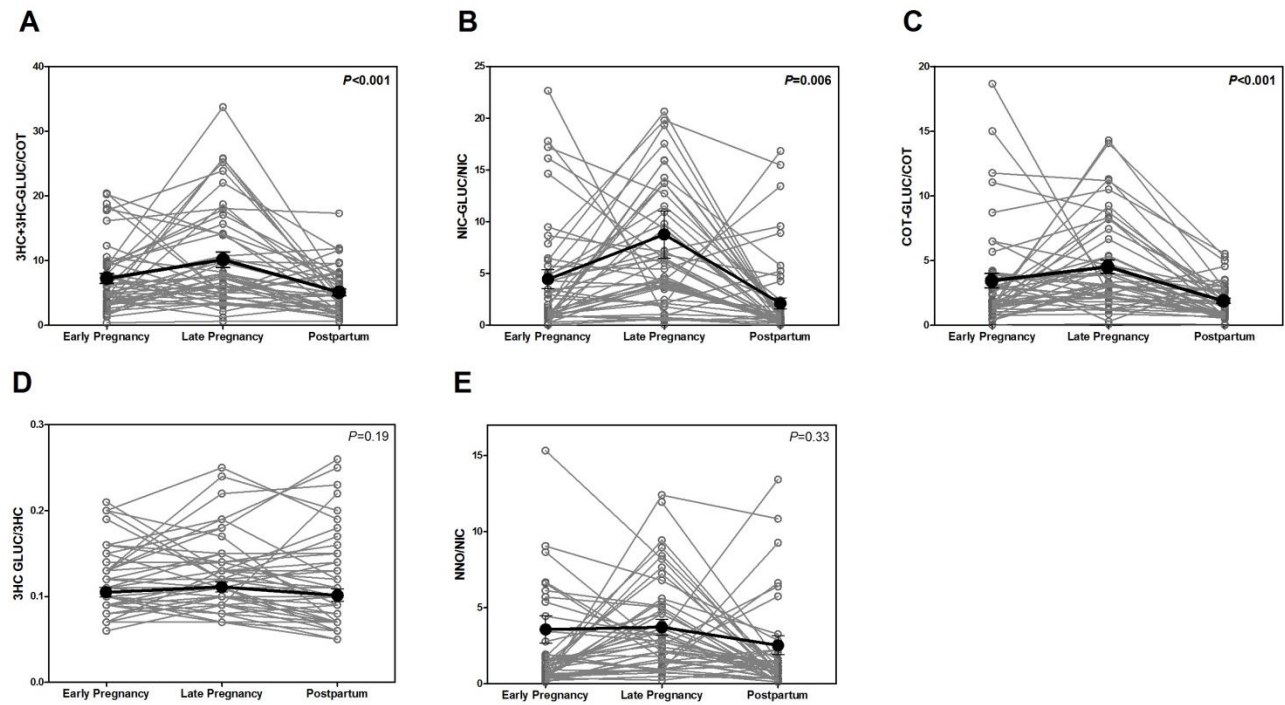 A
3HC+3HC-GLUC/COT
40
30
20
10
0
P<0.001
Early Pregnancy Late Pregnancy Postpartum
B
NIC-GLUC/NIC
25
20
15
10
5
0
P=0.006
Early Pregnancy Late Pregnancy Postpartum
C
COT-GLUC/COT
20
15
10
5
0
P<0.001
Early Pregnancy Late Pregnancy Postpartum
D
3HC GLUC/3HC
0.3
0.2
0.1
0.0
P=0.19
Early Pregnancy Late Pregnancy Postpartum
E
NNO/NIC
15
10
5
0
P=0.33
Early Pregnancy Late Pregnancy Postpartum